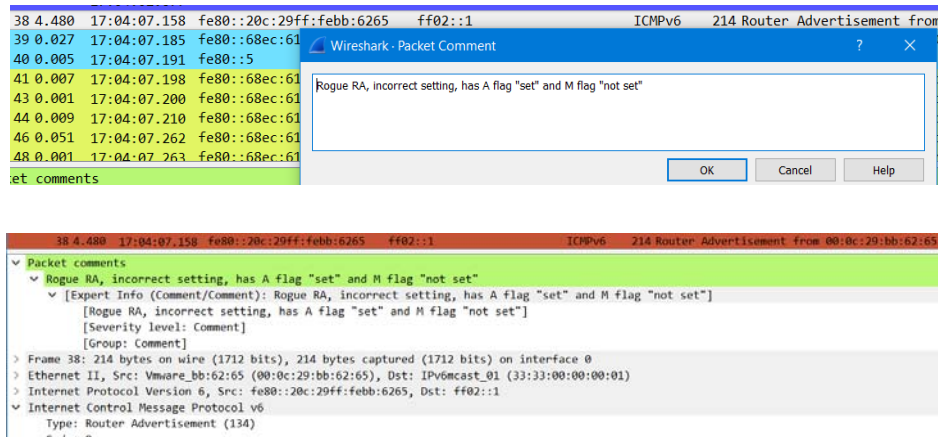 38 4.480 17:04:07.158 fe80::20c:29ff:febb:6265 ff02::1 ICMPv6 214 Router Advertisement from
39 0.027 17:04:07.185 fe80::68ec:61
Wireshark · Packet Comment ? ×
40 0.005 17:04:07.191 fe80::5
41 0.007 17:04:07.198 fe80::68ec:61
Rogue RA, incorrect setting, has A flag "set" and M flag "not set"
43 0.001 17:04:07.200 fe80::68ec:61
44 0.009 17:04:07.210 fe80::68ec:61
46 0.051 17:04:07.262 fe80::68ec:61
48 0.001 17:04:07.263 fe80::68ec:61
OK Cancel Help
et comments
38 4.480 17:04:07.158 fe80::20c:29ff:febb:6265 ff02::1 ICMPv6 214 Router Advertisement from 00:0c:29:bb:62:65
Packet comments
Rogue RA, incorrect setting, has A flag "set" and M flag "not set"
[Expert Info (Comment/Comment): Rogue RA, incorrect setting, has A flag "set" and M flag "not set"]
[Rogue RA, incorrect setting, has A flag "set" and M flag "not set"]
[Severity level: Comment]
[Group: Comment]
Frame 38: 214 bytes on wire (1712 bits), 214 bytes captured (1712 bits) on interface 0
Ethernet II, Src: Vmware_bb:62:65 (00:0c:29:bb:62:65), Dst: IPv6mcast_01 (33:33:00:00:00:01)
Internet Protocol Version 6, Src: fe80::20c:29ff:febb:6265, Dst: ff02::1
Internet Control Message Protocol v6
Type: Router Advertisement (134)